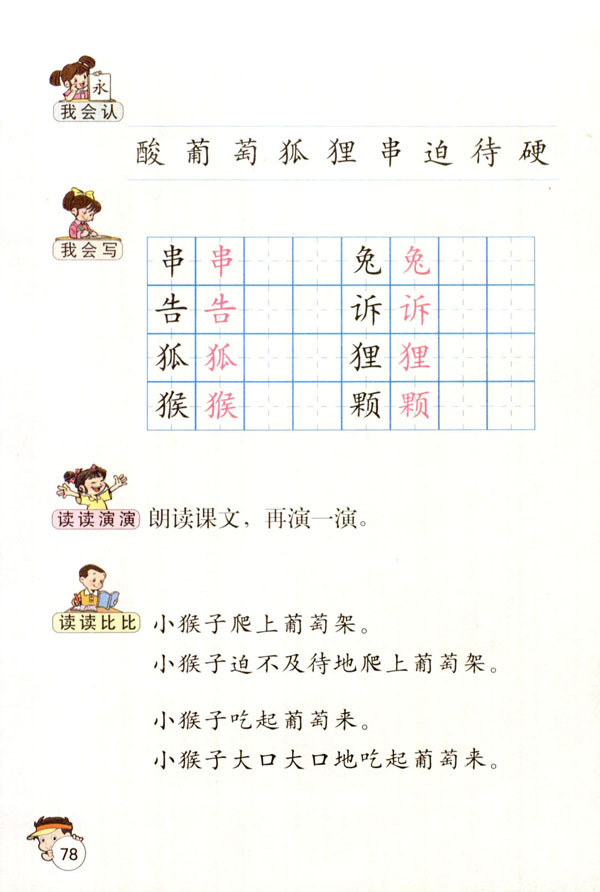 永
我会认
酸 葡 萄 狐 狸 串 迫 待 硬
我会写
串 串 兔 兔
告 告 诉 诉
狐 狐 狸 狸
猴 猴 颗 颗
读读演演 朗读课文，再演一演。
读读比比 小猴子爬上葡萄架。
小猴子迫不及待地爬上葡萄架。
小猴子吃起葡萄来。
小猴子大口大口地吃起葡萄来。
78